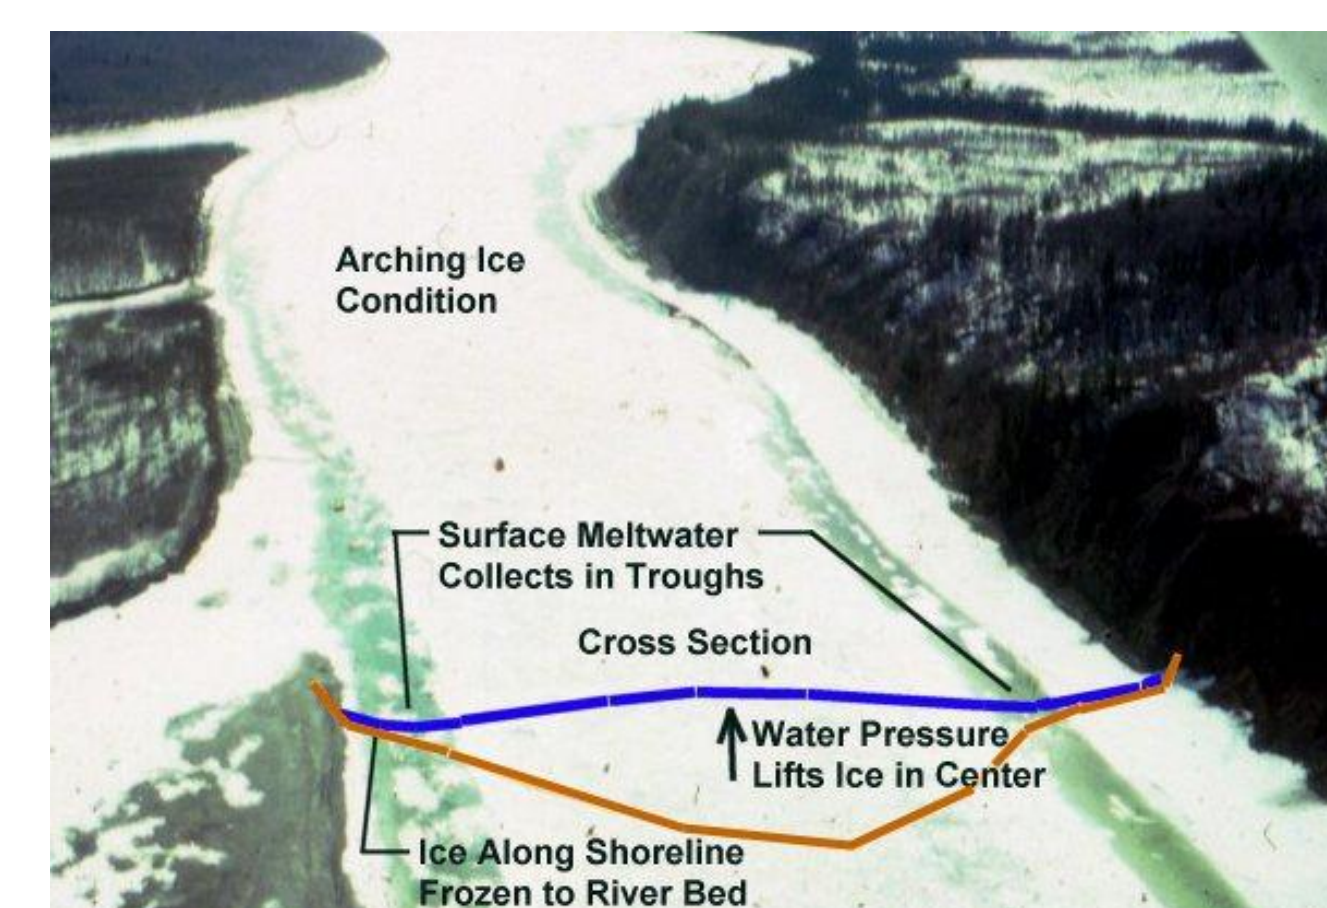 Arching Ice
Condition
Surface Meltwater
Collects in Troughs
Cross Section
Water Pressure
Lifts Ice in Center
Ice Along Shoreline
Frozen to River Bed